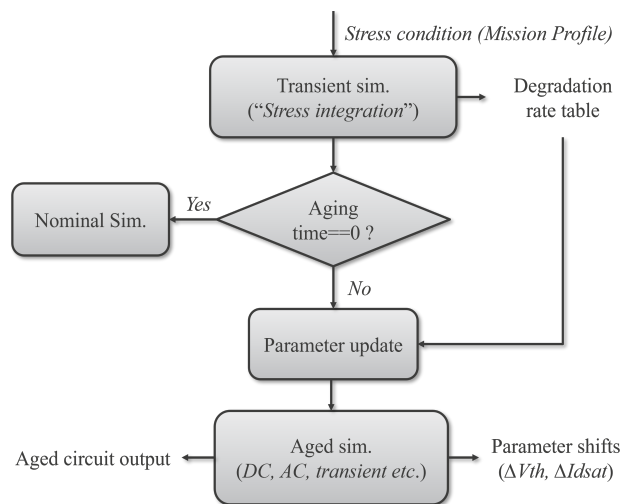 Stress condition (Mission Profile)
Transient sim.
(“Stress integration”)
Degradation
rate table
Nominal Sim.
Yes
Aging
time==0 ?
No
Parameter update
Aged circuit output
Aged sim.
(DC, AC, transient etc.)
Parameter shifts
(ΔVth, ΔIdsat)